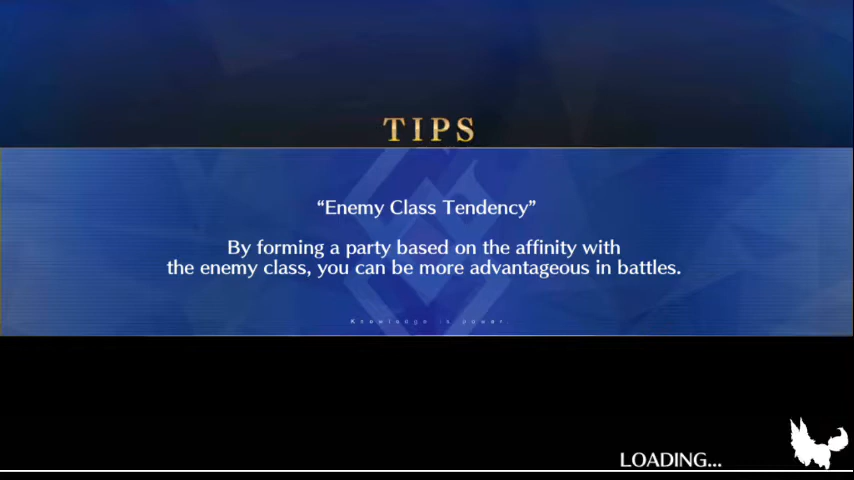 TIPS
“Enemy Class Tendency”
By forming a party based on the affinity with
the enemy class, you can be more advantageous in battles.
Knowledge is power
LOADING...